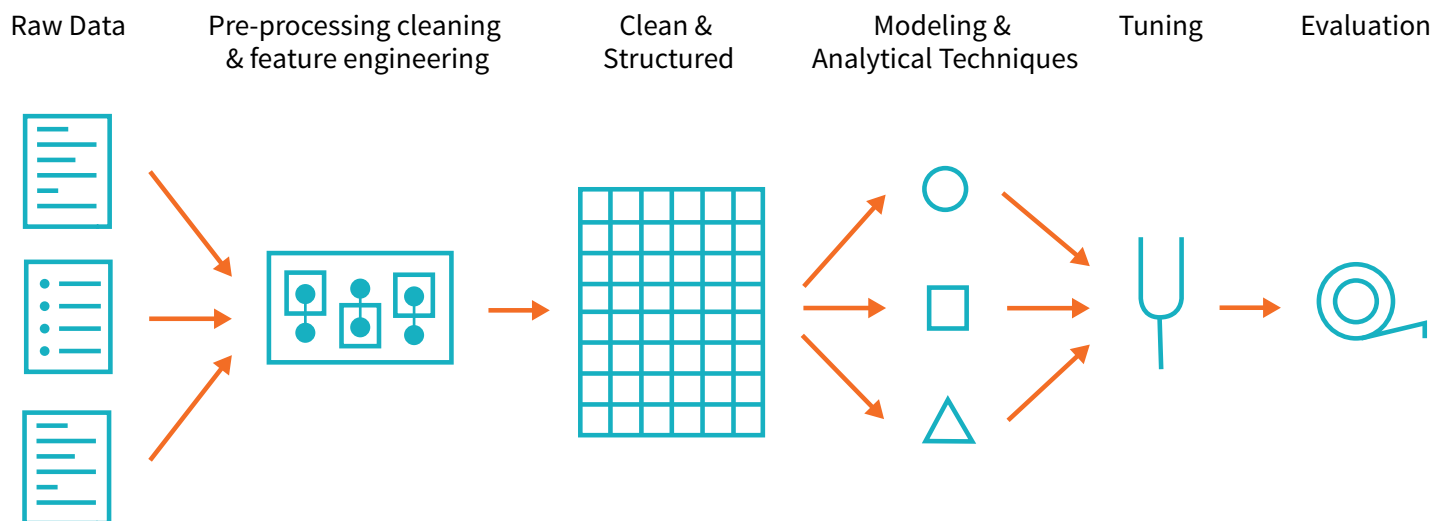 Raw Data
Pre-processing cleaning
& feature engineering
Clean &
Structured
Modeling &
Analytical Techniques
Tuning
Evaluation